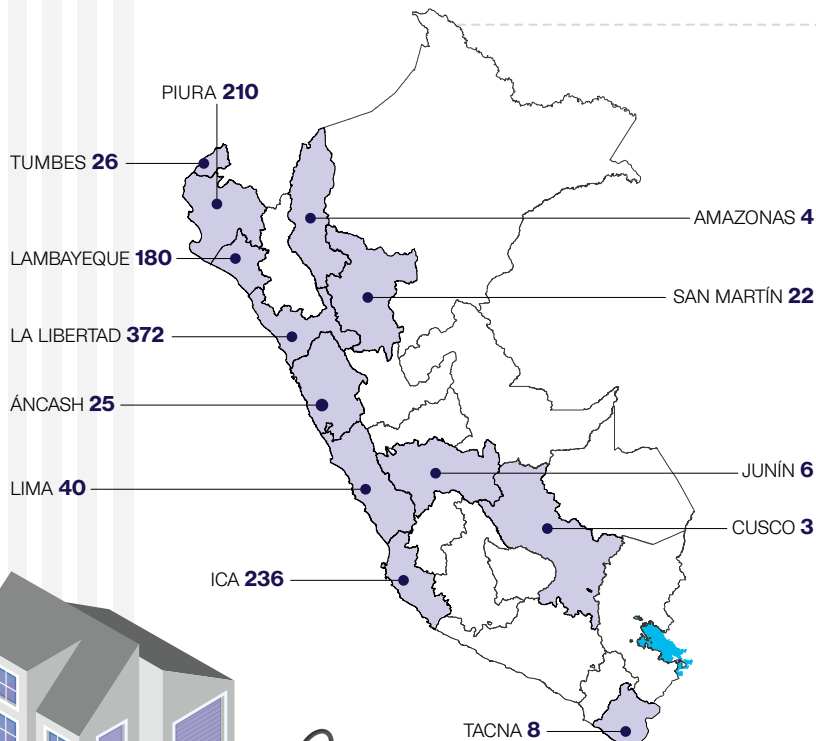 PIURA 210
TUMBES 26
AMAZONAS 4
LAMBAYEQUE 180
SAN MARTÍN 22
LA LIBERTAD 372
ÁNCASH 25
JUNÍN 6
LIMA 40
CUSCO 3
ICA 236
TACNA 8